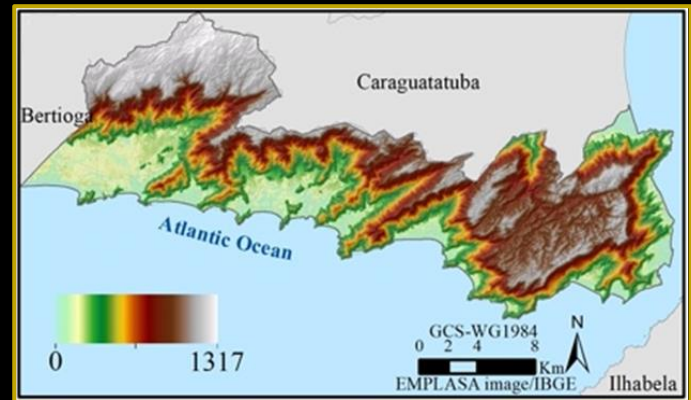 Caraguatatuba
Bertioga
Atlantic Ocean
0 1317
GCS-WG1984
0 2 4 8
Km
N
EMPLASA image/IBGE
Ilhabela